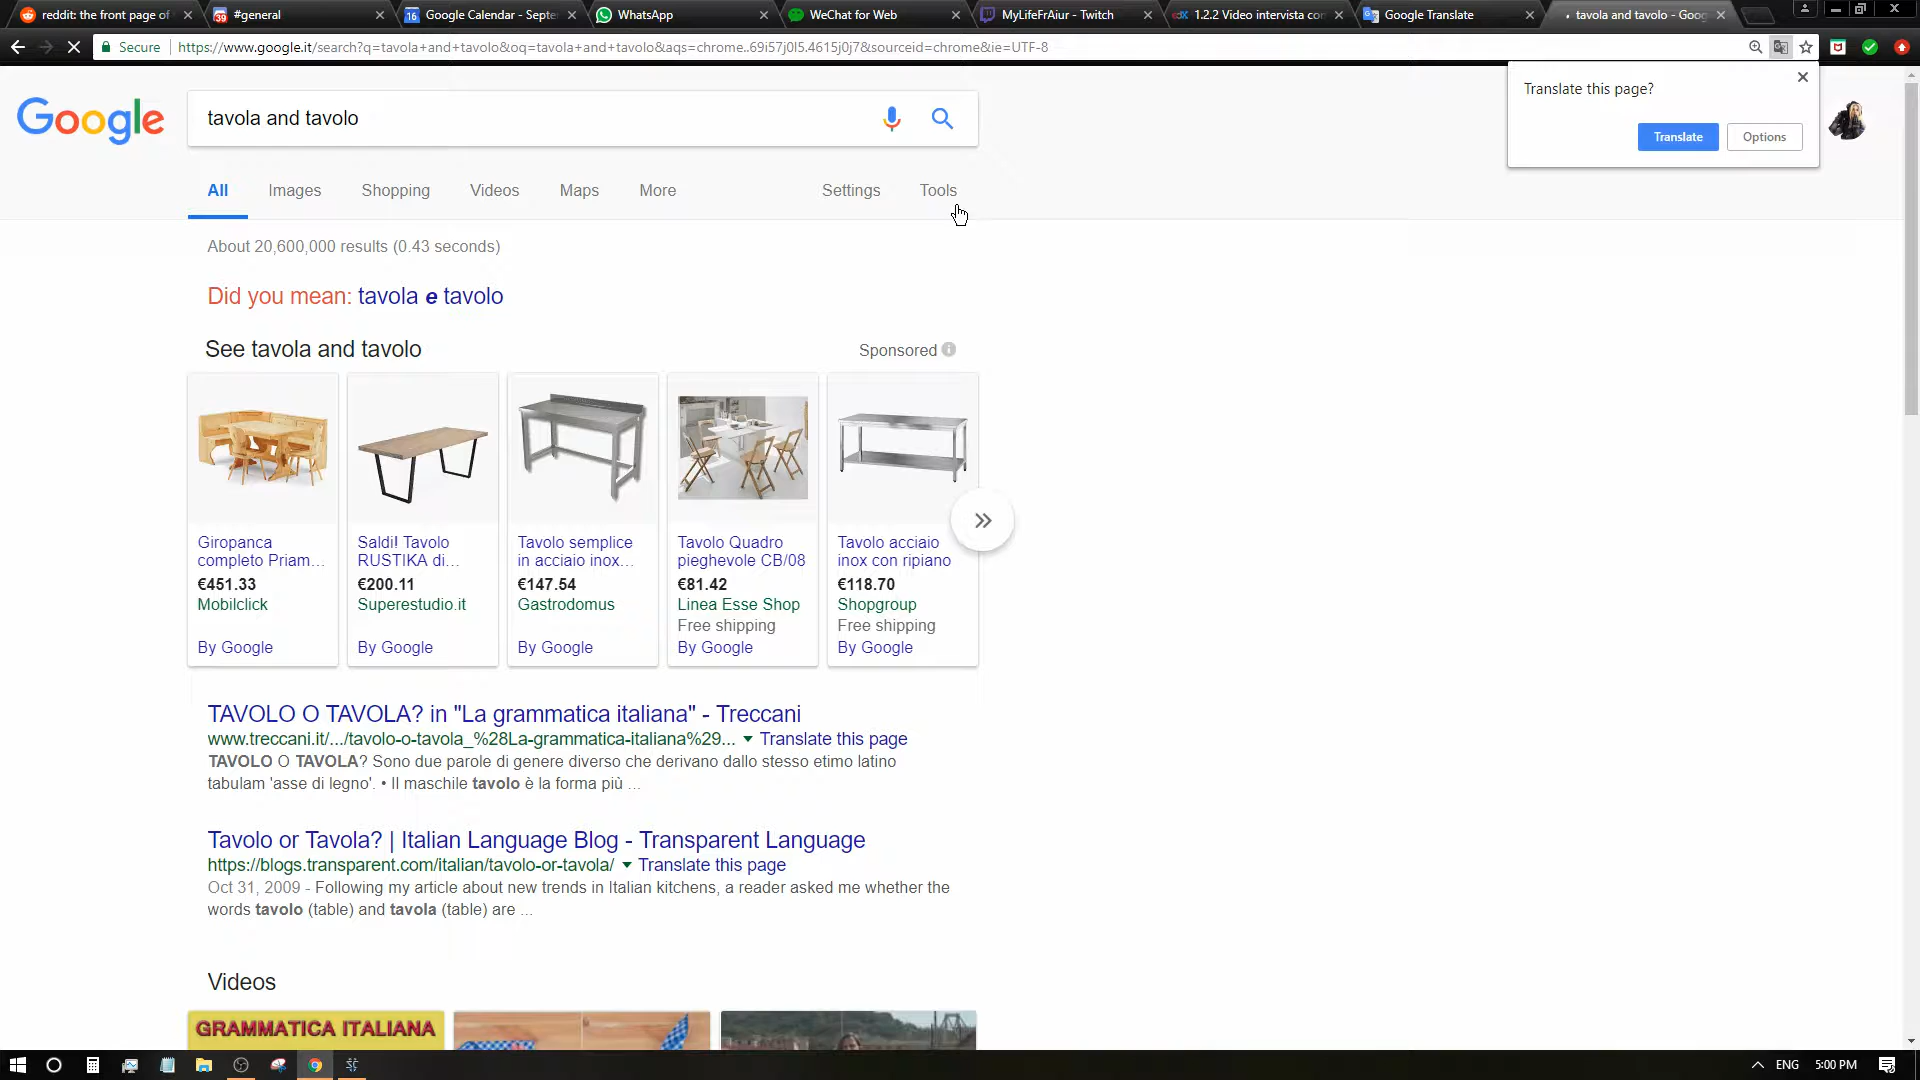 reddit: the front page of
#general
39
16
Google Calendar - Septe
WhatsApp
WeChat for Web
MyLifeFrAiur - Twitch
1.2.2 Video intervista con
Google Translate
tavola and tavolo - Goog
Secure
https://www.google.it/search?q=tavola+and+tavolo&oq=tavola+and+tavolo&aqs=chrome..69i57j0l5.4615j0j7&sourceid=chrome&ie=UTF-8
Translate this page?
Translate
Options
Google
tavola and tavolo
All
Images
Shopping
Videos
Maps
More
Settings
Tools
About 20,600,000 results (0.43 seconds)
Did you mean: tavola e tavolo
See tavola and tavolo
Sponsored
Giropanca
completo Priam...
€451.33
Mobilclick
By Google
Saldi! Tavolo
RUSTIKA di...
€200.11
Superestudio.it
By Google
Tavolo semplice
in acciaio inox...
€147.54
Gastrodomus
By Google
Tavolo Quadro
pieghevole CB/08
€81.42
Linea Esse Shop
Free shipping
By Google
Tavolo acciaio
inox con ripiano
€118.70
Shopgroup
Free shipping
By Google
TAVOLO O TAVOLA? in "La grammatica italiana" - Treccani
www.treccani.it/.../tavolo-o-tavola_%28La-grammatica-italiana%29... Translate this page
TAVOLO O TAVOLA? Sono due parole di genere diverso che derivano dallo stesso etimo latino
tabulam 'asse di legno'. • Il maschile tavolo è la forma più ...
Tavolo or Tavola? | Italian Language Blog - Transparent Language
https://blogs.transparent.com/italian/tavolo-or-tavola/ Translate this page
Oct 31, 2009 - Following my article about new trends in Italian kitchens, a reader asked me whether the
words tavolo (table) and tavola (table) are ...
Videos
GRAMMATICA ITALIANA
ENG
5:00 PM